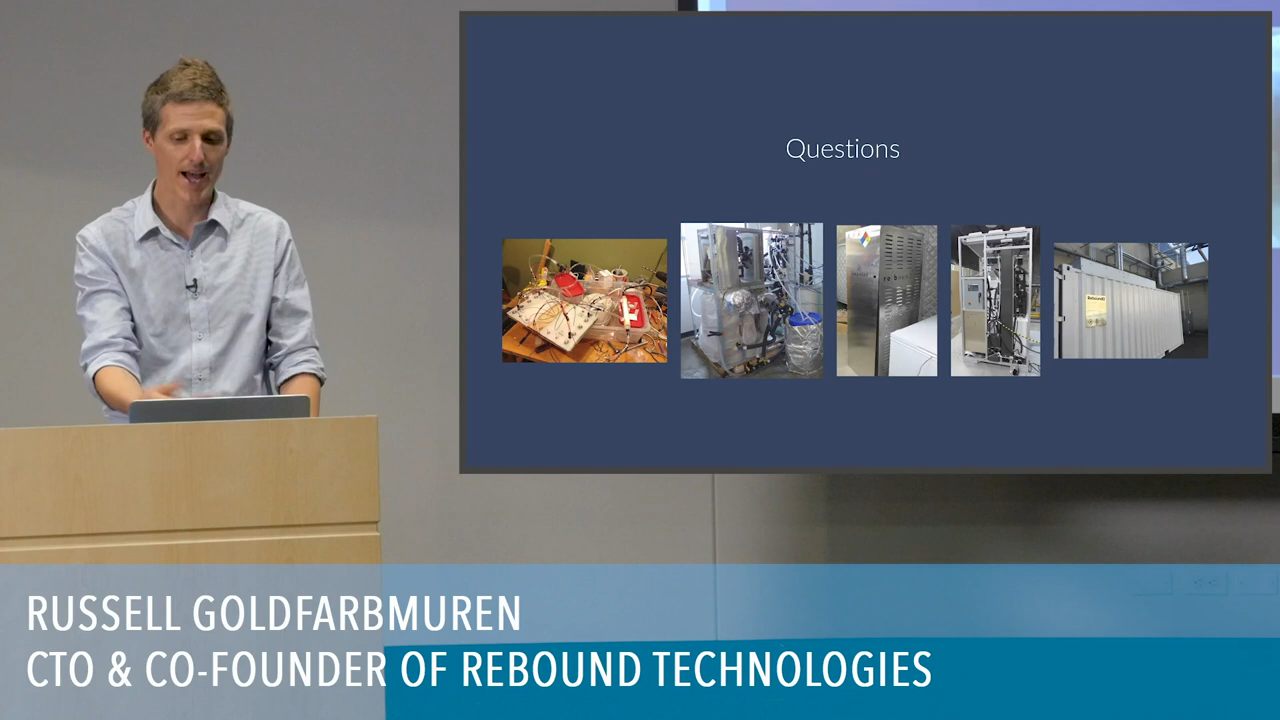 Questions
RUSSELL GOLDFARBMUREN
CTO & CO-FOUNDER OF REBOUND TECHNOLOGIES